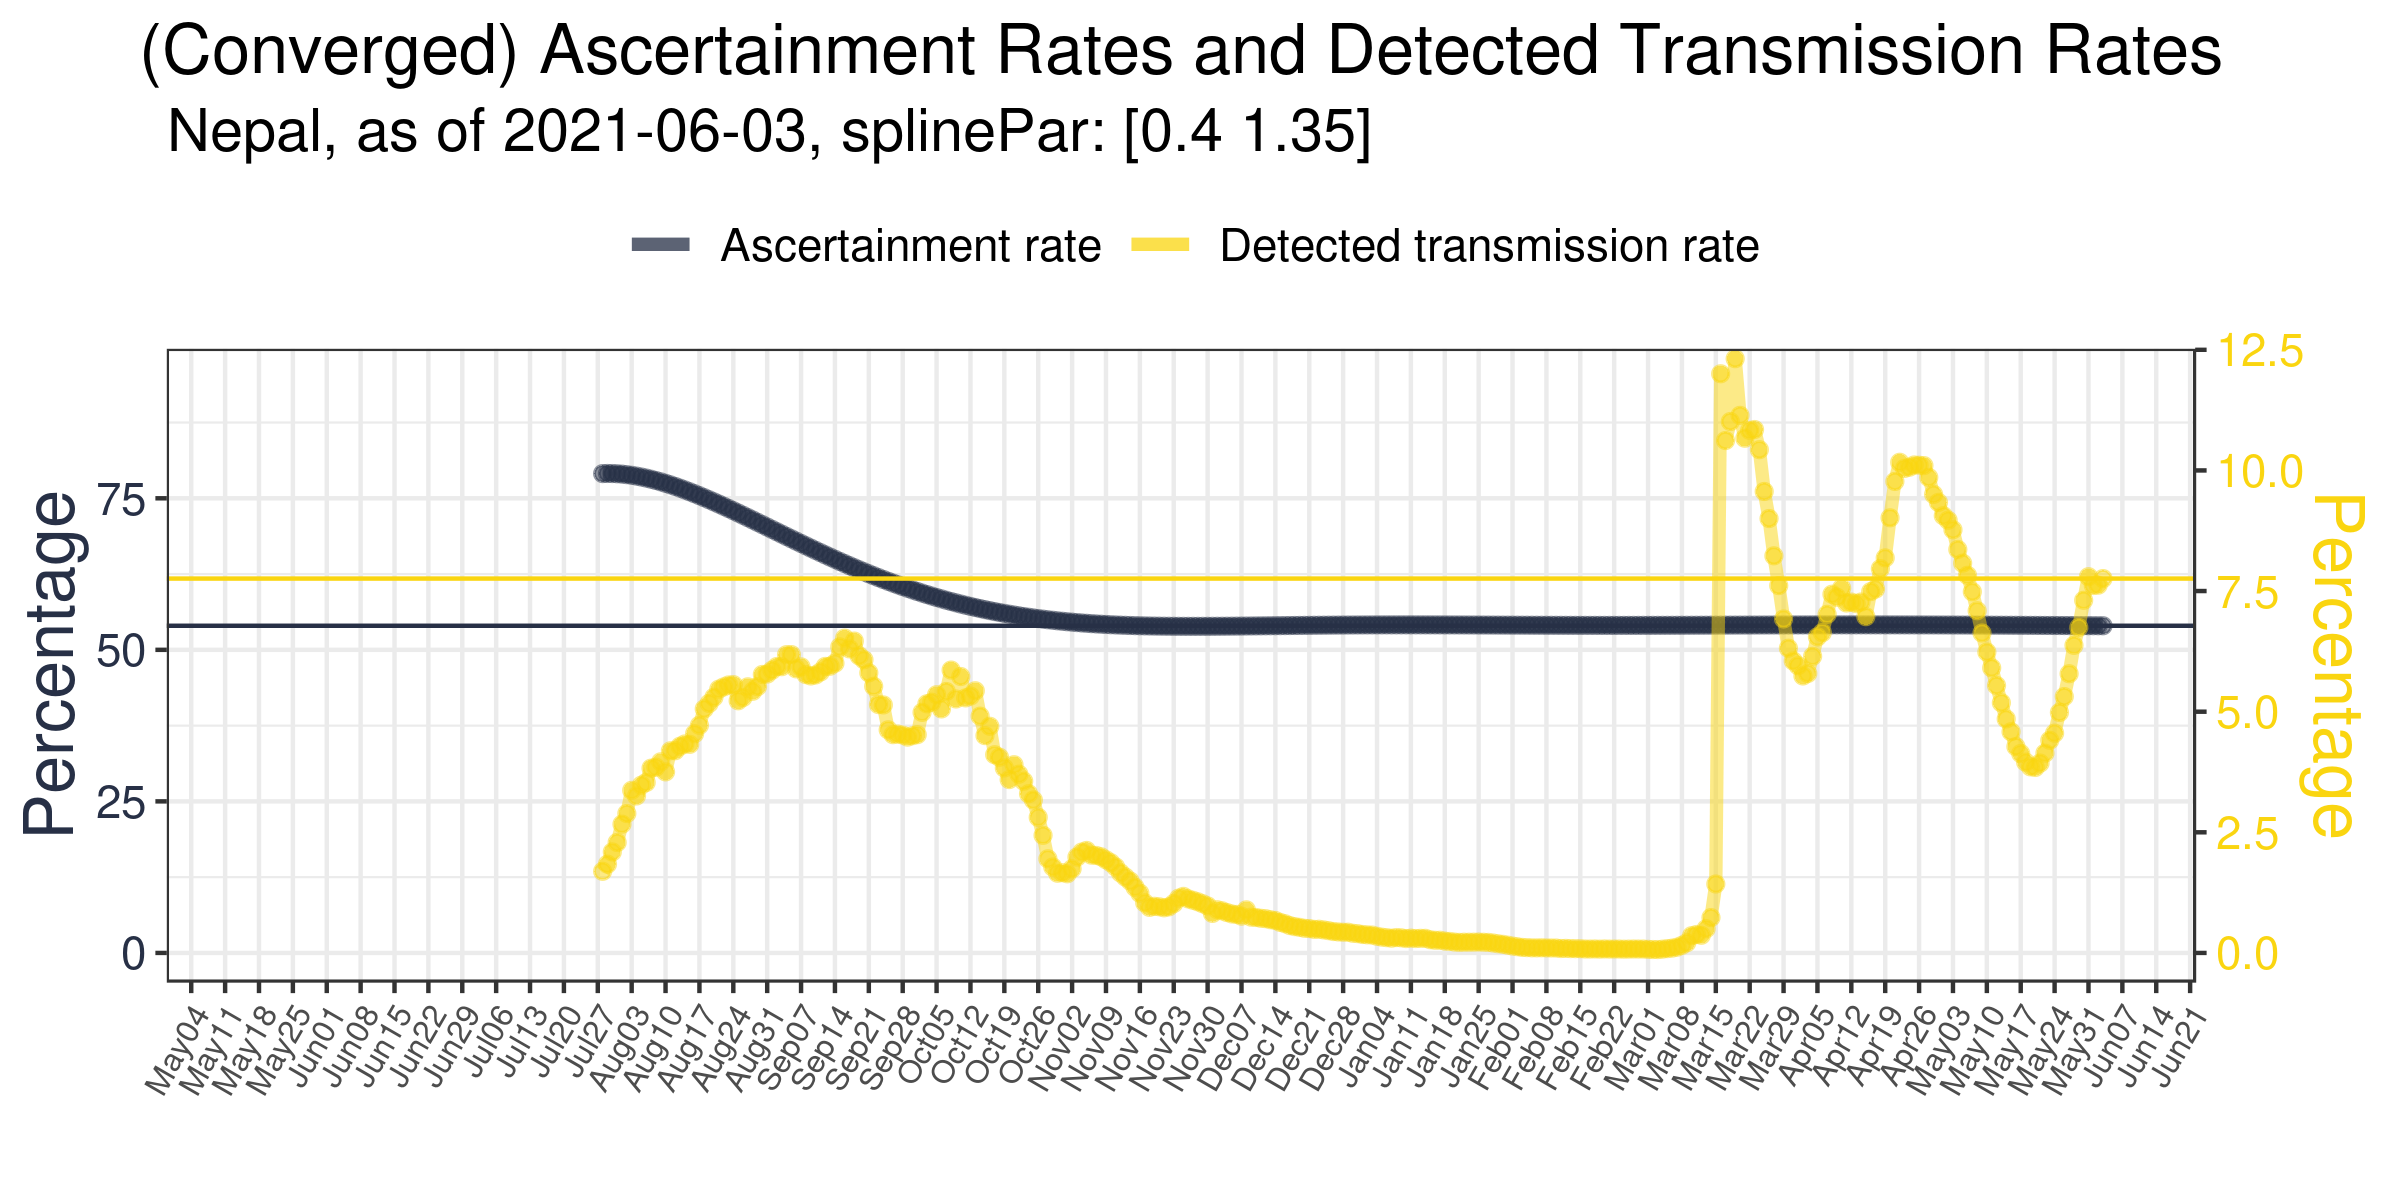 (Converged) Ascertainment Rates and Detected Transmission Rates
Nepal, as of 2021-06-03, splinePar: [0.4 1.35]
Ascertainment rate
Detected transmission rate
Percentage
75
50
25
0
12.5
10.0
7.5
5.0
2.5
0.0
Percentage
May04
May11
May18
May25
Jun01
Jun08
Jun15
Jun22
Jun29
Jul06
Jul13
Jul20
Jul27
Aug03
Aug10
Aug17
Aug24
Aug31
Sep07
Sep14
Sep21
Sep28
Oct05
Oct12
Oct19
Oct26
Nov02
Nov09
Nov16
Nov23
Nov30
Dec07
Dec14
Dec21
Dec28
Jan04
Jan11
Jan18
Jan25
Feb01
Feb08
Feb15
Feb22
Mar01
Mar08
Mar15
Mar22
Mar29
Apr05
Apr12
Apr19
Apr26
May03
May10
May17
May24
May31
Jun07
Jun14
Jun21